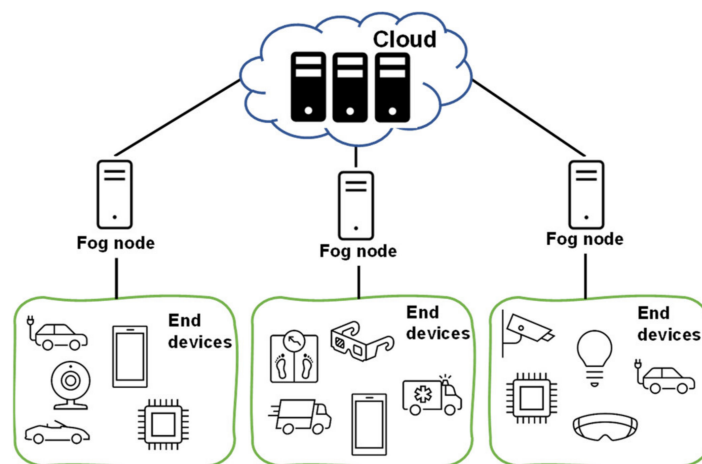 Cloud
Fog node
Fog node
Fog node
End
devices
End
devices
End
devices